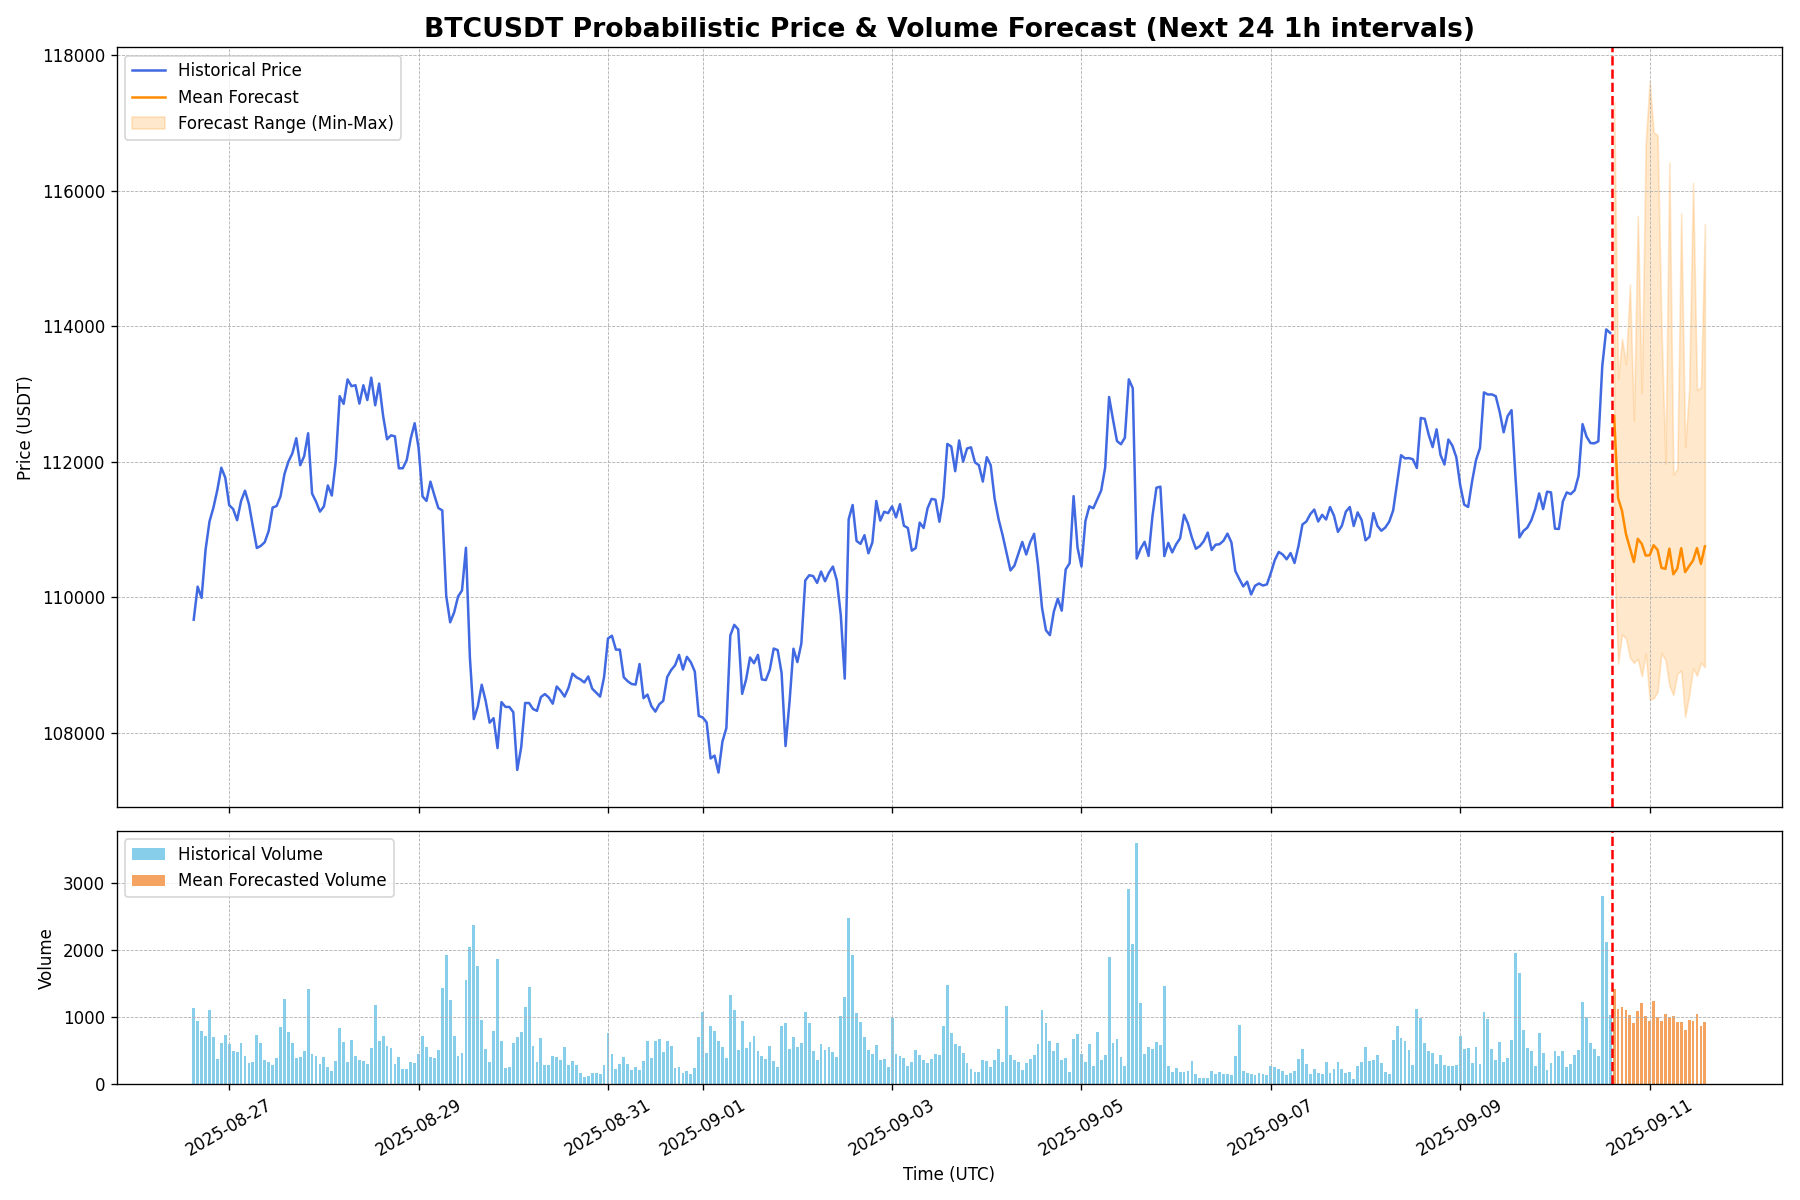 BTCUSDT Probabilistic Price & Volume Forecast (Next 24 1h intervals)
118000
116000
114000
112000
110000
108000
Price (USDT)
Historical Price
Mean Forecast
Forecast Range (Min-Max)
3000
2000
1000
0
Volume
Historical Volume
Mean Forecasted Volume
2025-08-27
2025-08-29
2025-08-31
2025-09-01
2025-09-03
2025-09-05
2025-09-07
2025-09-09
2025-09-11
Time (UTC)